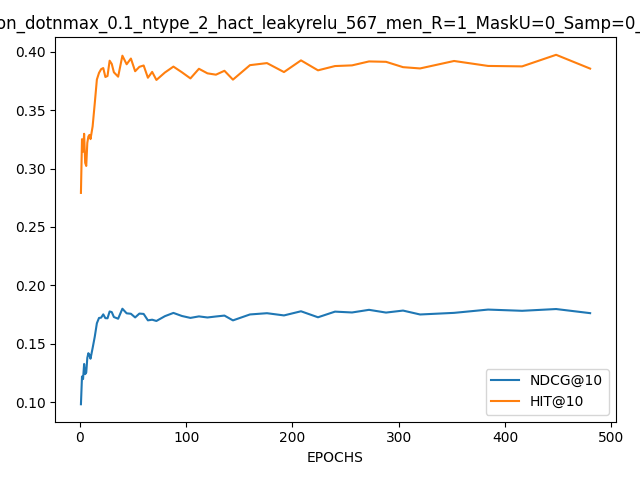 on_dotnmax_0.1_ntype_2_hact_leakyrelu_567_men_R=1_MaskU=0_Samp=0_
0.40
0.35
0.30
0.25
0.20
0.15
0.10
NDCG@10
HIT@10
0 100 200 300 400 500
EPOCHS